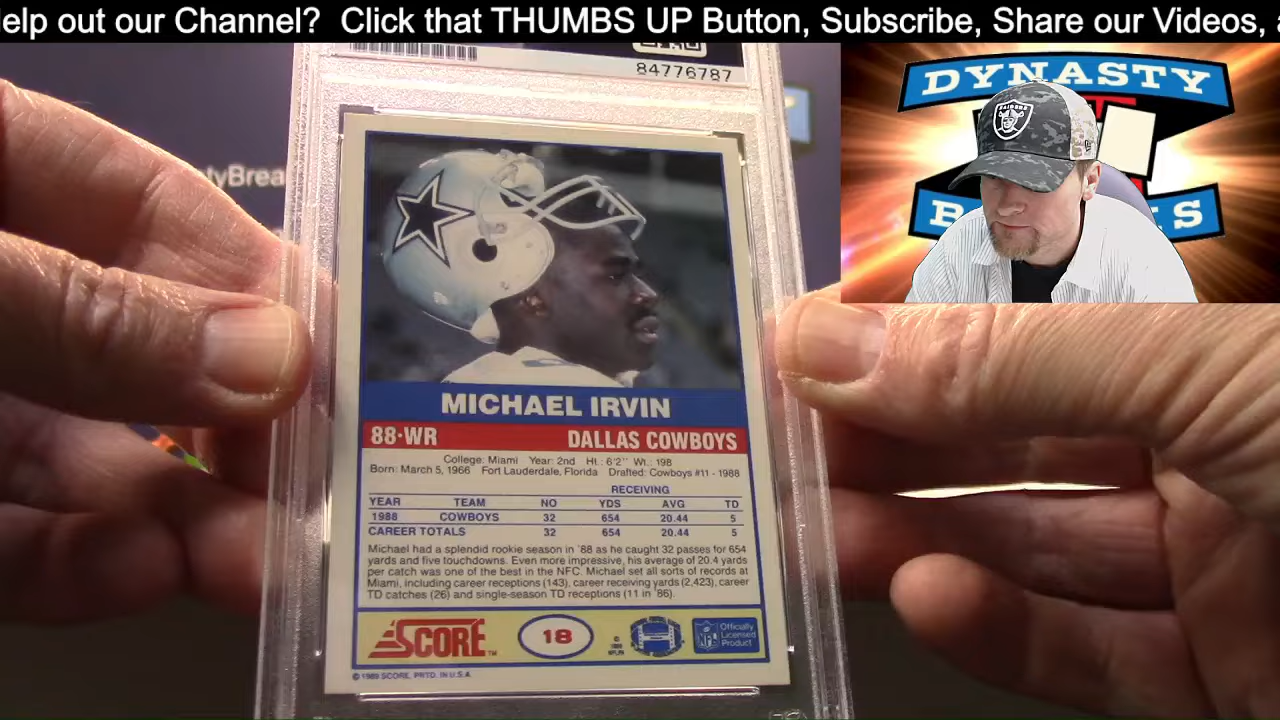 elp out our Channel? Click that THUMBS UP Button, Subscribe, Share our Videos,
84776787
DYNASTY
RAIDERS
tyBrea
MICHAEL IRVIN
88-WR DALLAS COWBOYS
College: Miami Year: 2nd Ht.: 6'2" Wt.: 198
Born: March 5, 1966 Fort Lauderdale, Florida Drafted: Cowboys #11 - 1988
RECEIVING
YEAR TEAM NO YDS AVG TD
1988 COWBOYS 32 654 20.44 5
CAREER TOTALS 32 654 20.44 5
Michael had a splendid rookie season in '88 as he caught 32 passes for 654
yards and five touchdowns. Even more impressive, his average of 20.4 yards
per catch was one of the best in the NFC. Michael set all sorts of records at
Miami, including career receptions (143), career receiving yards (2,423), career
TD catches (26) and single-season TD receptions (11 in '86).
SCORE™ 18 NFL Officially
Licensed
Product
© 1989 SCORE, PRTD. IN U.S.A.